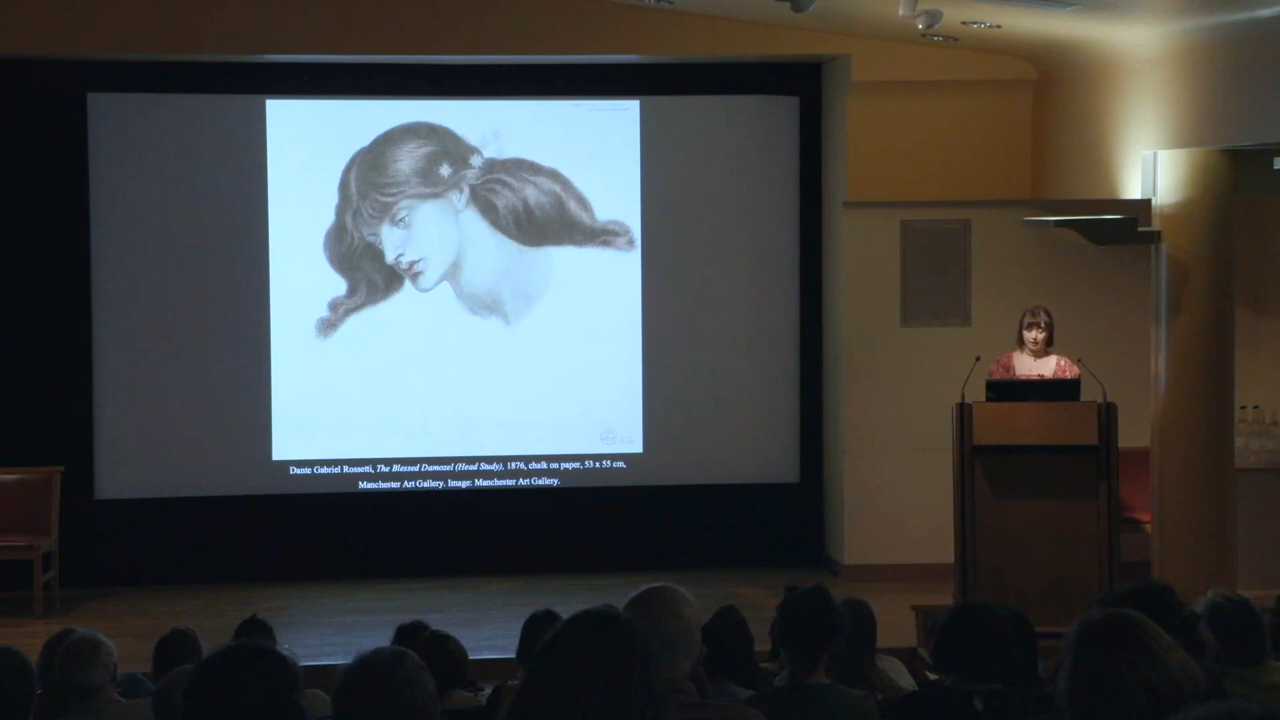 Dante Gabriel Rossetti, The Blessed Damozel (Head Study), 1876, chalk on paper, 53 x 55 cm,
Manchester Art Gallery. Image: Manchester Art Gallery.